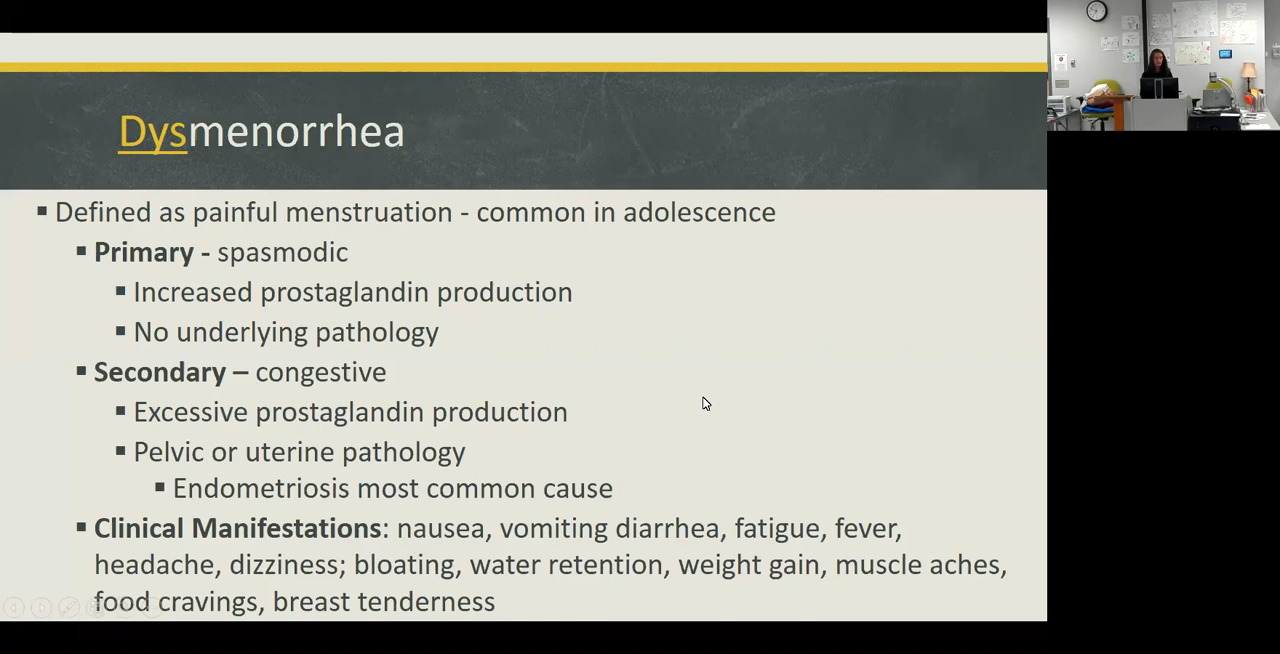 Dysmenorrhea
▪ Defined as painful menstruation - common in adolescence
▪ Primary - spasmodic
▪ Increased prostaglandin production
▪ No underlying pathology
▪ Secondary – congestive
▪ Excessive prostaglandin production
▪ Pelvic or uterine pathology
▪ Endometriosis most common cause
▪ Clinical Manifestations: nausea, vomiting diarrhea, fatigue, fever,
headache, dizziness; bloating, water retention, weight gain, muscle aches,
food cravings, breast tenderness